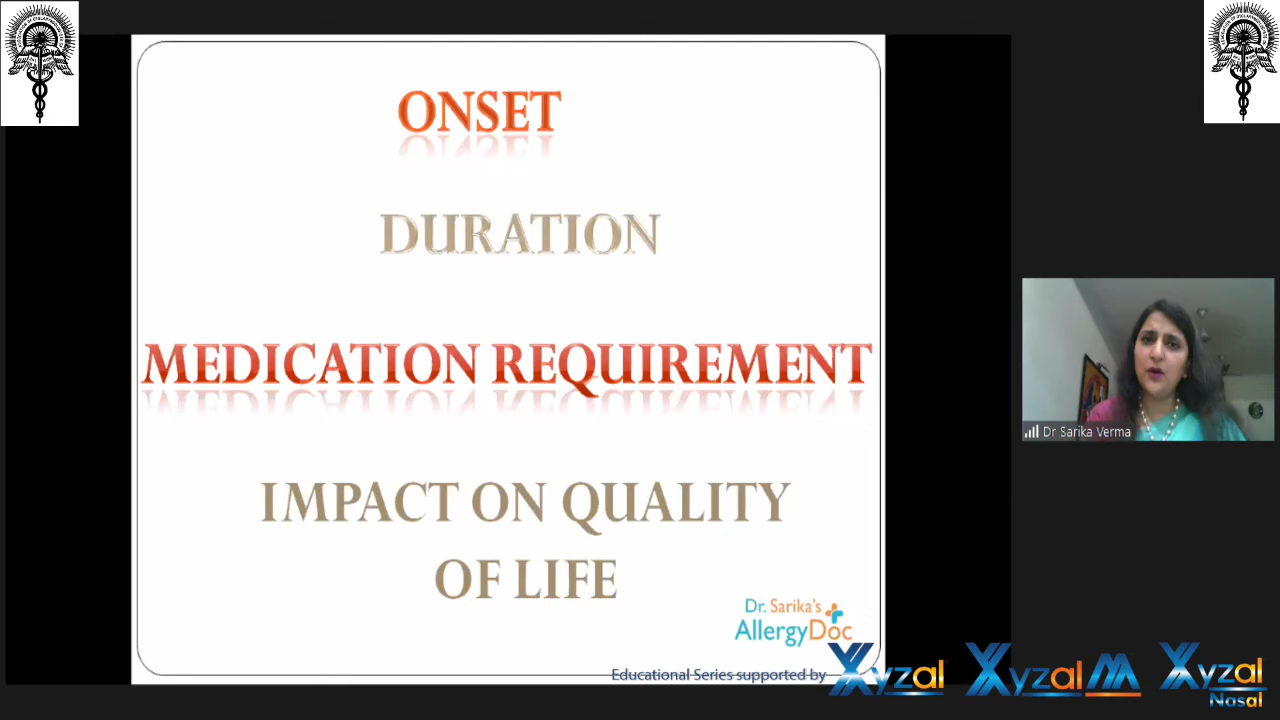 ONSET
DURATION
MEDICATION REQUIREMENT
IMPACT ON QUALITY
OF LIFE
Dr. Sarika's
AllergyDoc
Dr Sarika Verma
Educational Series supported by
Xyzal
Xyzal M
Xyzal
Nasal